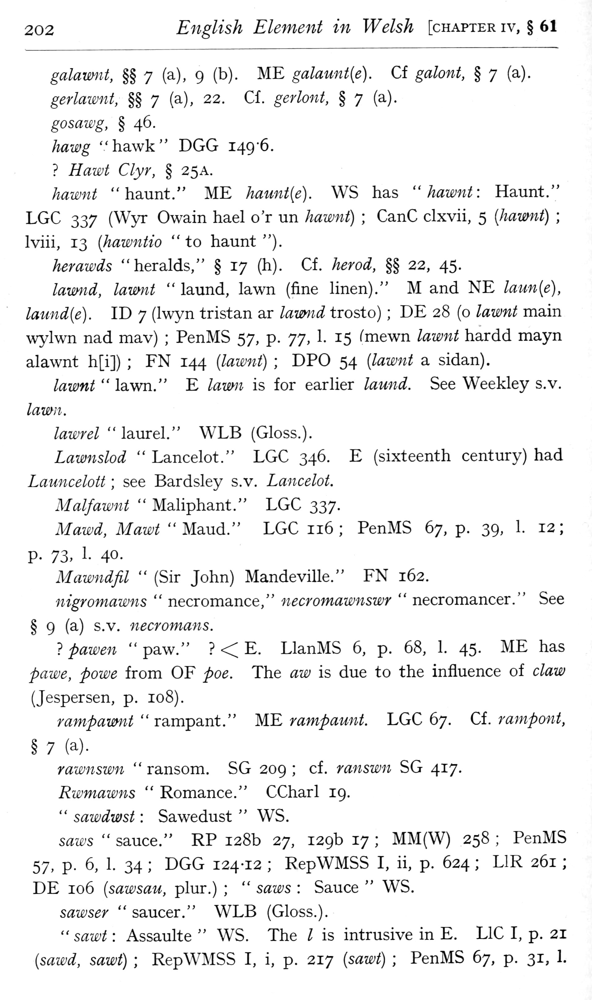 202 English Element in Welsh [CHAPTER IV, § 61
galawnt, §§ 7 (a), 9 (b). ME galaunt(e). Cf galont, § 7 (a).
gerlawnt, §§ 7 (a), 22. Cf. gerlont, § 7 (a).
gosawg, § 46.
hawg “hawk” DGG 149·6.
? Hawt Clyr, § 25A.
hawnt “haunt.” ME haunt(e). WS has “hawnt: Haunt.”
LGC 337 (Wyr Owain hael o'r un hawnt); CanC clxvii, 5 (hawnt);
lviii, 13 (hawntio “to haunt”).
herawds “heralds,” § 17 (h). Cf. herod, §§ 22, 45.
lawnd, lawnt “laund, lawn (fine linen).” M and NE laun(e),
laund(e). ID 7 (lwyn tristan ar lawnd trosto); DE 28 (o lawnt main
wylwn nad mav); PenMS 57, p. 77, l. 15 (mewn lawnt hardd mayn
alawnt h[i]); FN 144 (lawnt); DPO 54 (lawnt a sidan).
lawnt “lawn.” E lawn is for earlier laund. See Weekley s.v.
lawn.
lawrel “laurel.” WLB (Gloss.).
Lawnslod “Lancelot.” LGC 346. E (sixteenth century) had
Launcelott; see Bardsley s.v. Lancelot.
Malfawnt “Maliphant.” LGC 337.
Mawd, Mawt “Maud.” LGC 116; PenMS 67, p. 39, l. 12;
p. 73, l. 40.
Mawndfil “(Sir John) Mandeville.” FN 162.
nigromawns “necromance,” necromawnswr “necromancer.” See
§ 9 (a) s.v. necromans.
? pawen “paw.” ? < E. LlanMS 6, p. 68, l. 45. ME has
pawe, powe from OF poe. The aw is due to the influence of claw
(Jespersen, p. 108).
rampawnt “rampant.” ME rampaunt. LGC 67. Cf. rampont,
§ 7 (a).
rawnswn “ransom. SG 209; cf. answn SG 417.
Rwmawns “Romance.” CCharl 19.
“sawdwst: Sawedust” WS.
saws “sauce.” RP 128b 27, 129b 17; MM(W) 258; PenMS
57, p. 6, l. 34; DGG 124·12; RepWMSS I, ii, p. 624; LlR 261;
DE 106 (sawsau, plur.); “saws: Sauce” WS.
sawser “saucer.” WLB (Gloss.).
“sawt: Assaulte” WS. The l is intrusive in E. LlC I, p. 21
(sawd, sawt); RepWMSS I, i, p. 217 (sawt); PenMS 67, p. 31, l.